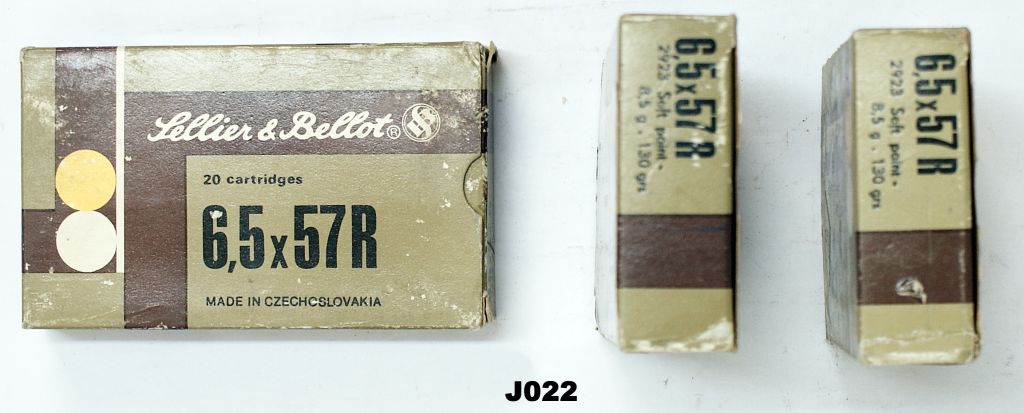 Sellier & Bellot®
S&B
20 cartridges
6,5x57R
MADE IN CZECHOSLOVAKIA
6,5x57R
2923 Soft point -
8,5 g - 130 grs
6,5x57R
2923 Soft point -
8,5 g - 130 grs
J022